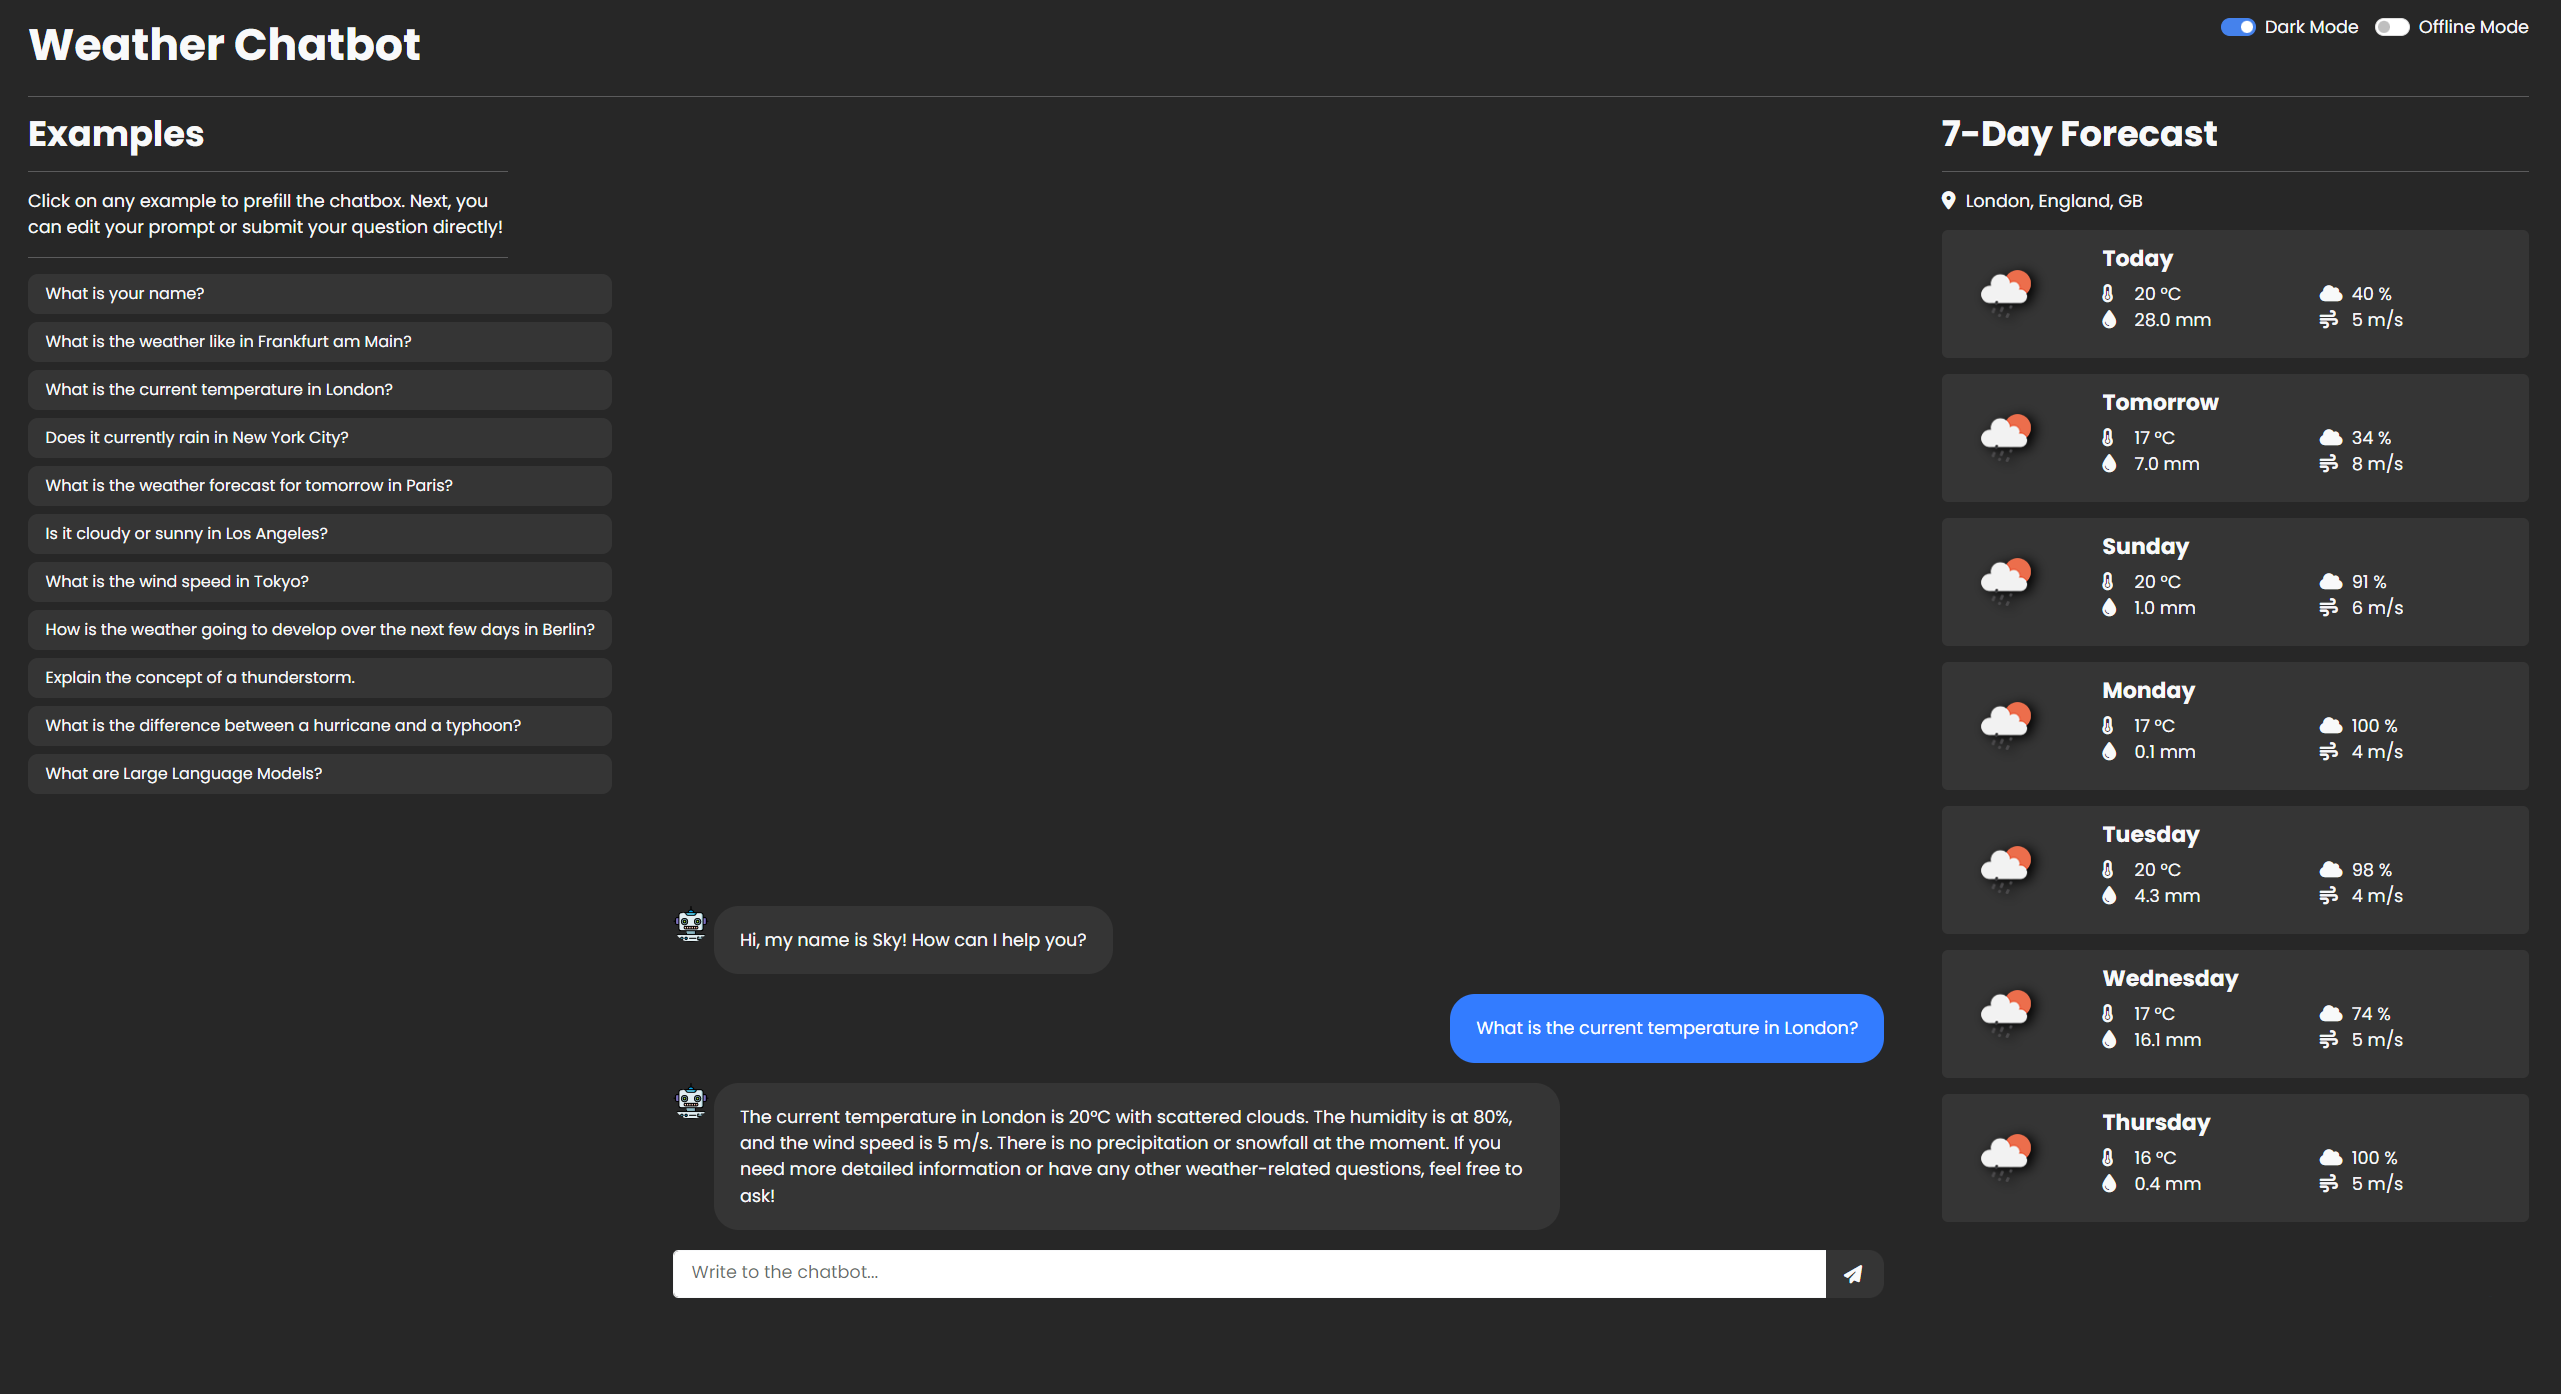 Weather Chatbot
Dark Mode
Offline Mode
Examples
Click on any example to prefill the chatbox. Next, you
can edit your prompt or submit your question directly!
What is your name?
What is the weather like in Frankfurt am Main?
What is the current temperature in London?
Does it currently rain in New York City?
What is the weather forecast for tomorrow in Paris?
Is it cloudy or sunny in Los Angeles?
What is the wind speed in Tokyo?
How is the weather going to develop over the next few days in Berlin?
Explain the concept of a thunderstorm.
What is the difference between a hurricane and a typhoon?
What are Large Language Models?
Hi, my name is Sky! How can I help you?
What is the current temperature in London?
The current temperature in London is 20°C with scattered clouds. The humidity is at 80%,
and the wind speed is 5 m/s. There is no precipitation or snowfall at the moment. If you
need more detailed information or have any other weather-related questions, feel free to
ask!
Write to the chatbot...
7-Day Forecast
London, England, GB
Today
20 °C 40 %
28.0 mm 5 m/s
Tomorrow
17 °C 34 %
7.0 mm 8 m/s
Sunday
20 °C 91 %
1.0 mm 6 m/s
Monday
17 °C 100 %
0.1 mm 4 m/s
Tuesday
20 °C 98 %
4.3 mm 4 m/s
Wednesday
17 °C 74 %
16.1 mm 5 m/s
Thursday
16 °C 100 %
0.4 mm 5 m/s